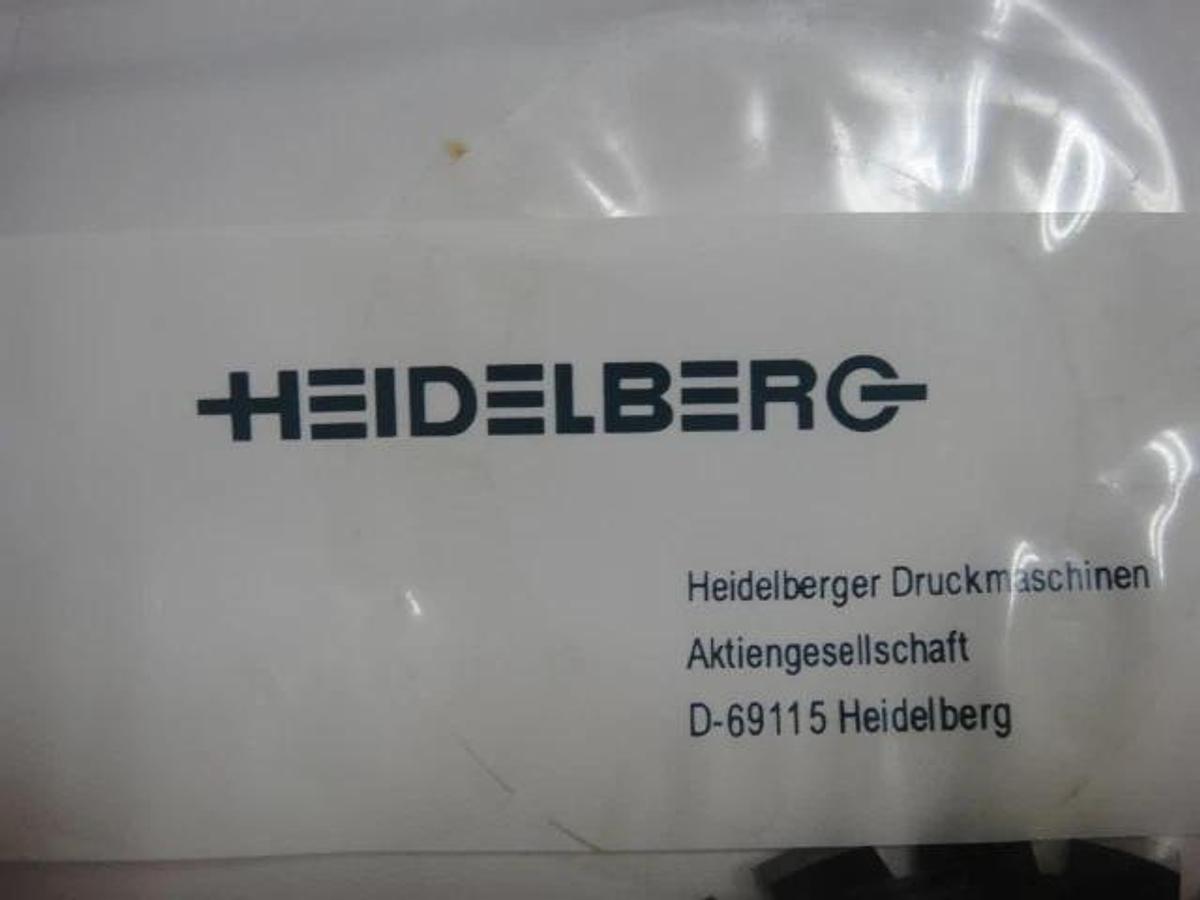 HEIDELBERG
Heidelberger Druckmaschinen
Aktiengesellschaft
D-69115 Heidelberg